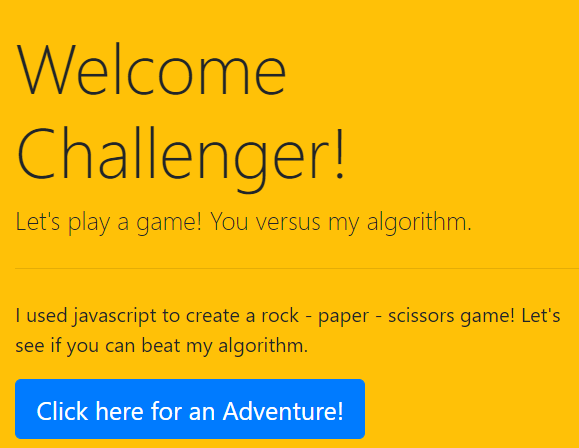 Welcome
Challenger!
Let's play a game! You versus my algorithm.
I used javascript to create a rock - paper - scissors game! Let's
see if you can beat my algorithm.
Click here for an Adventure!